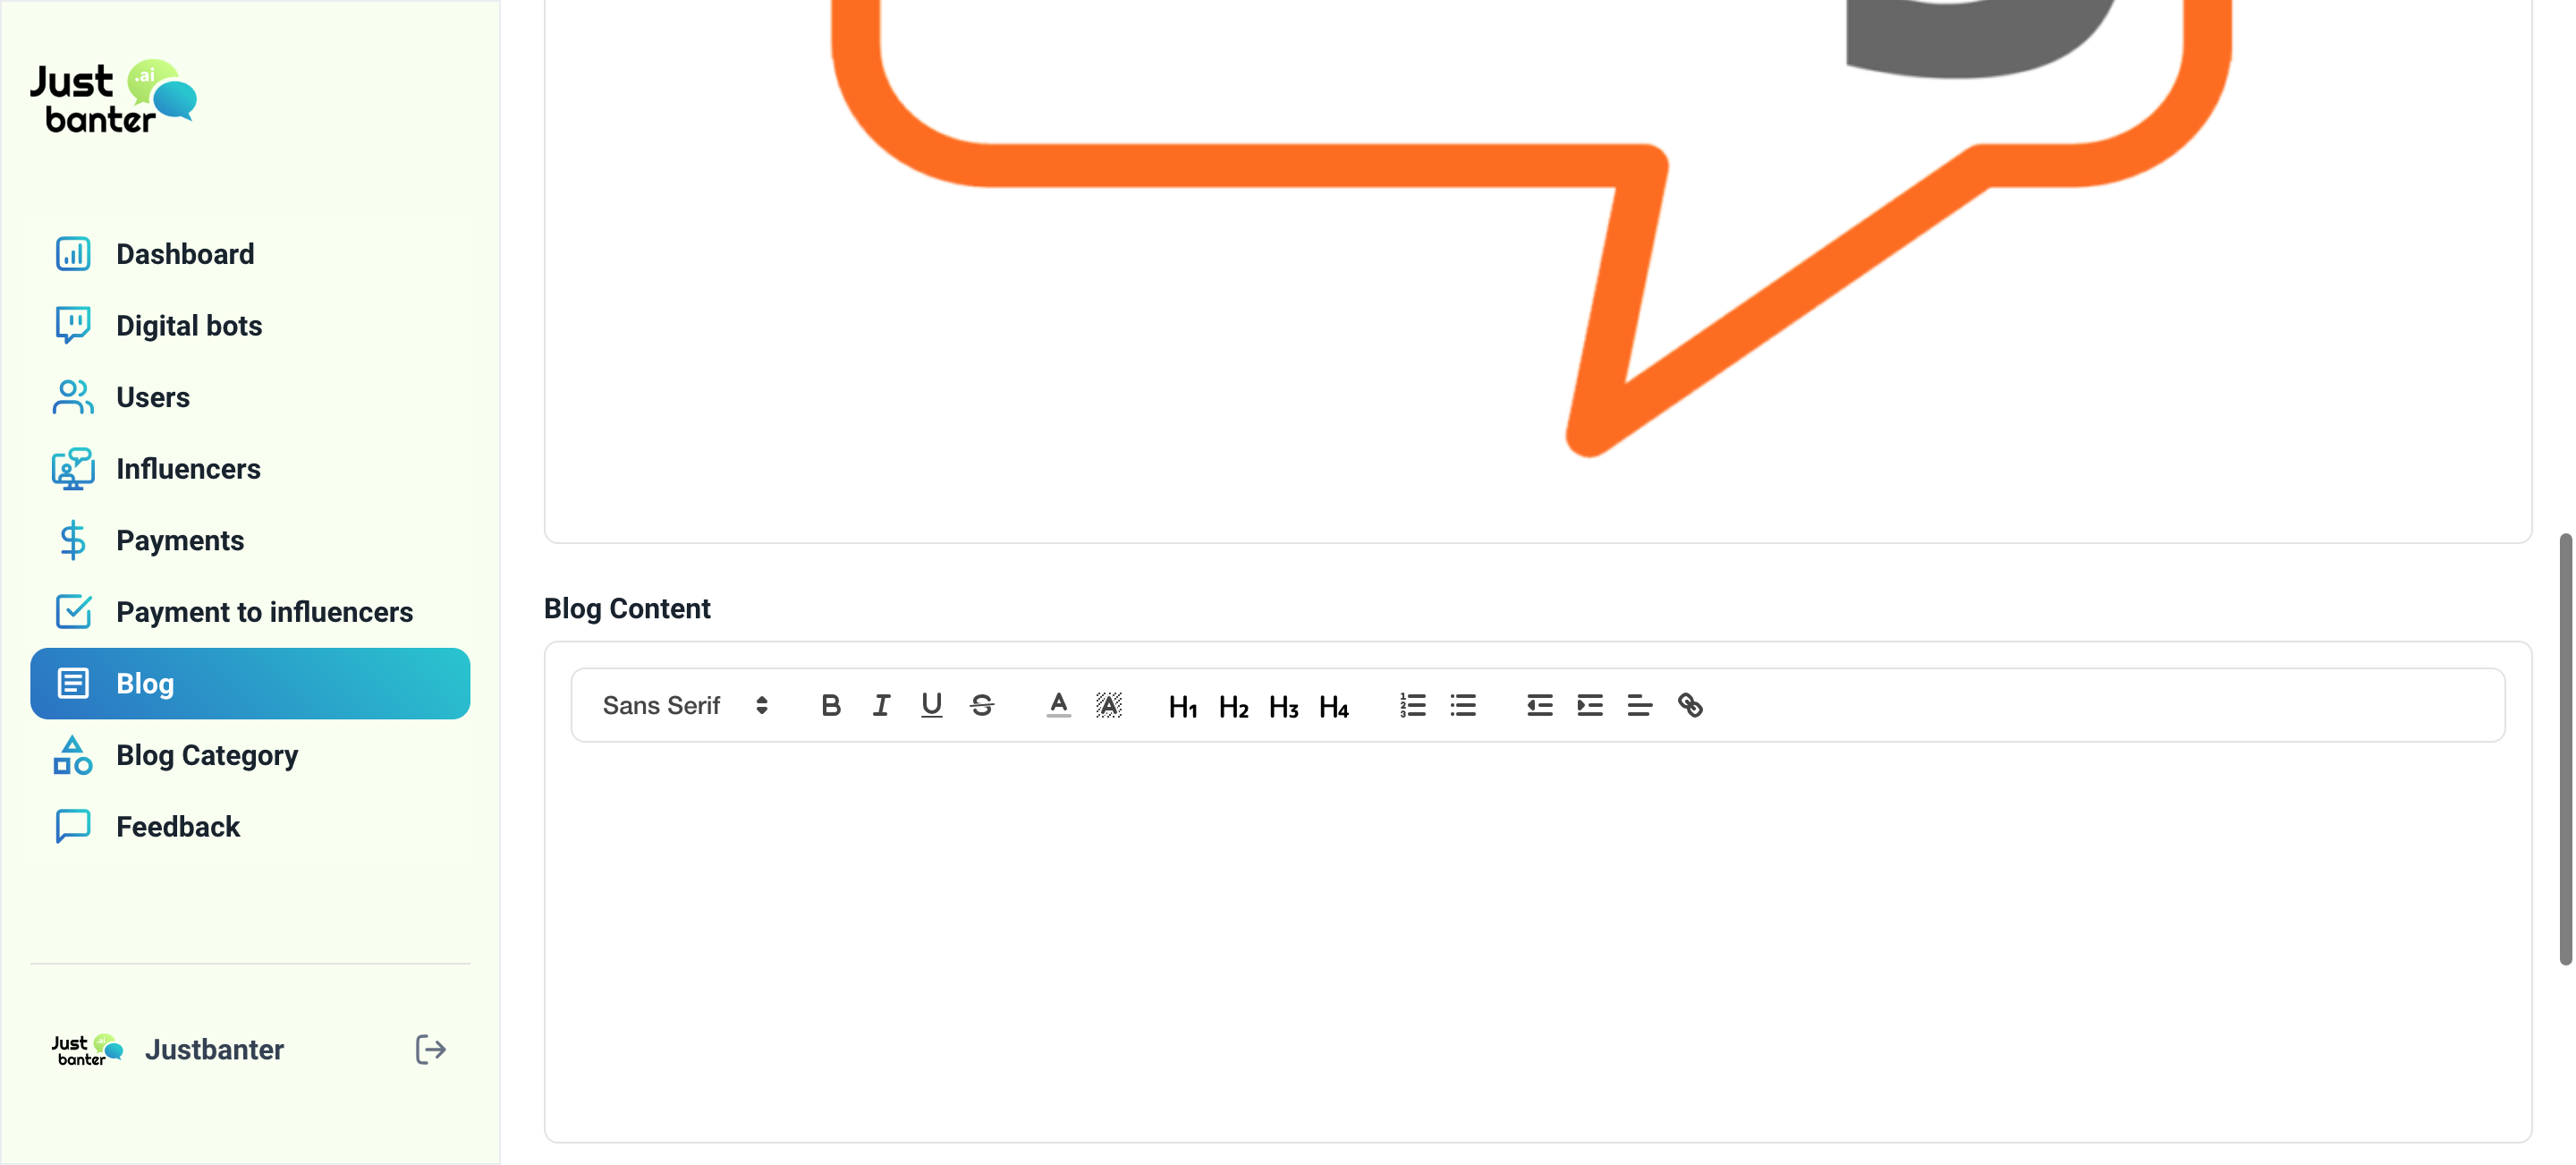 Just .ai
banter
Dashboard
Digital bots
Users
Influencers
Payments
Payment to influencers
Blog
Blog Category
Feedback
Just .ai
banter
Justbanter
Blog Content
Sans Serif B I U S A A H1 H2 H3 H4